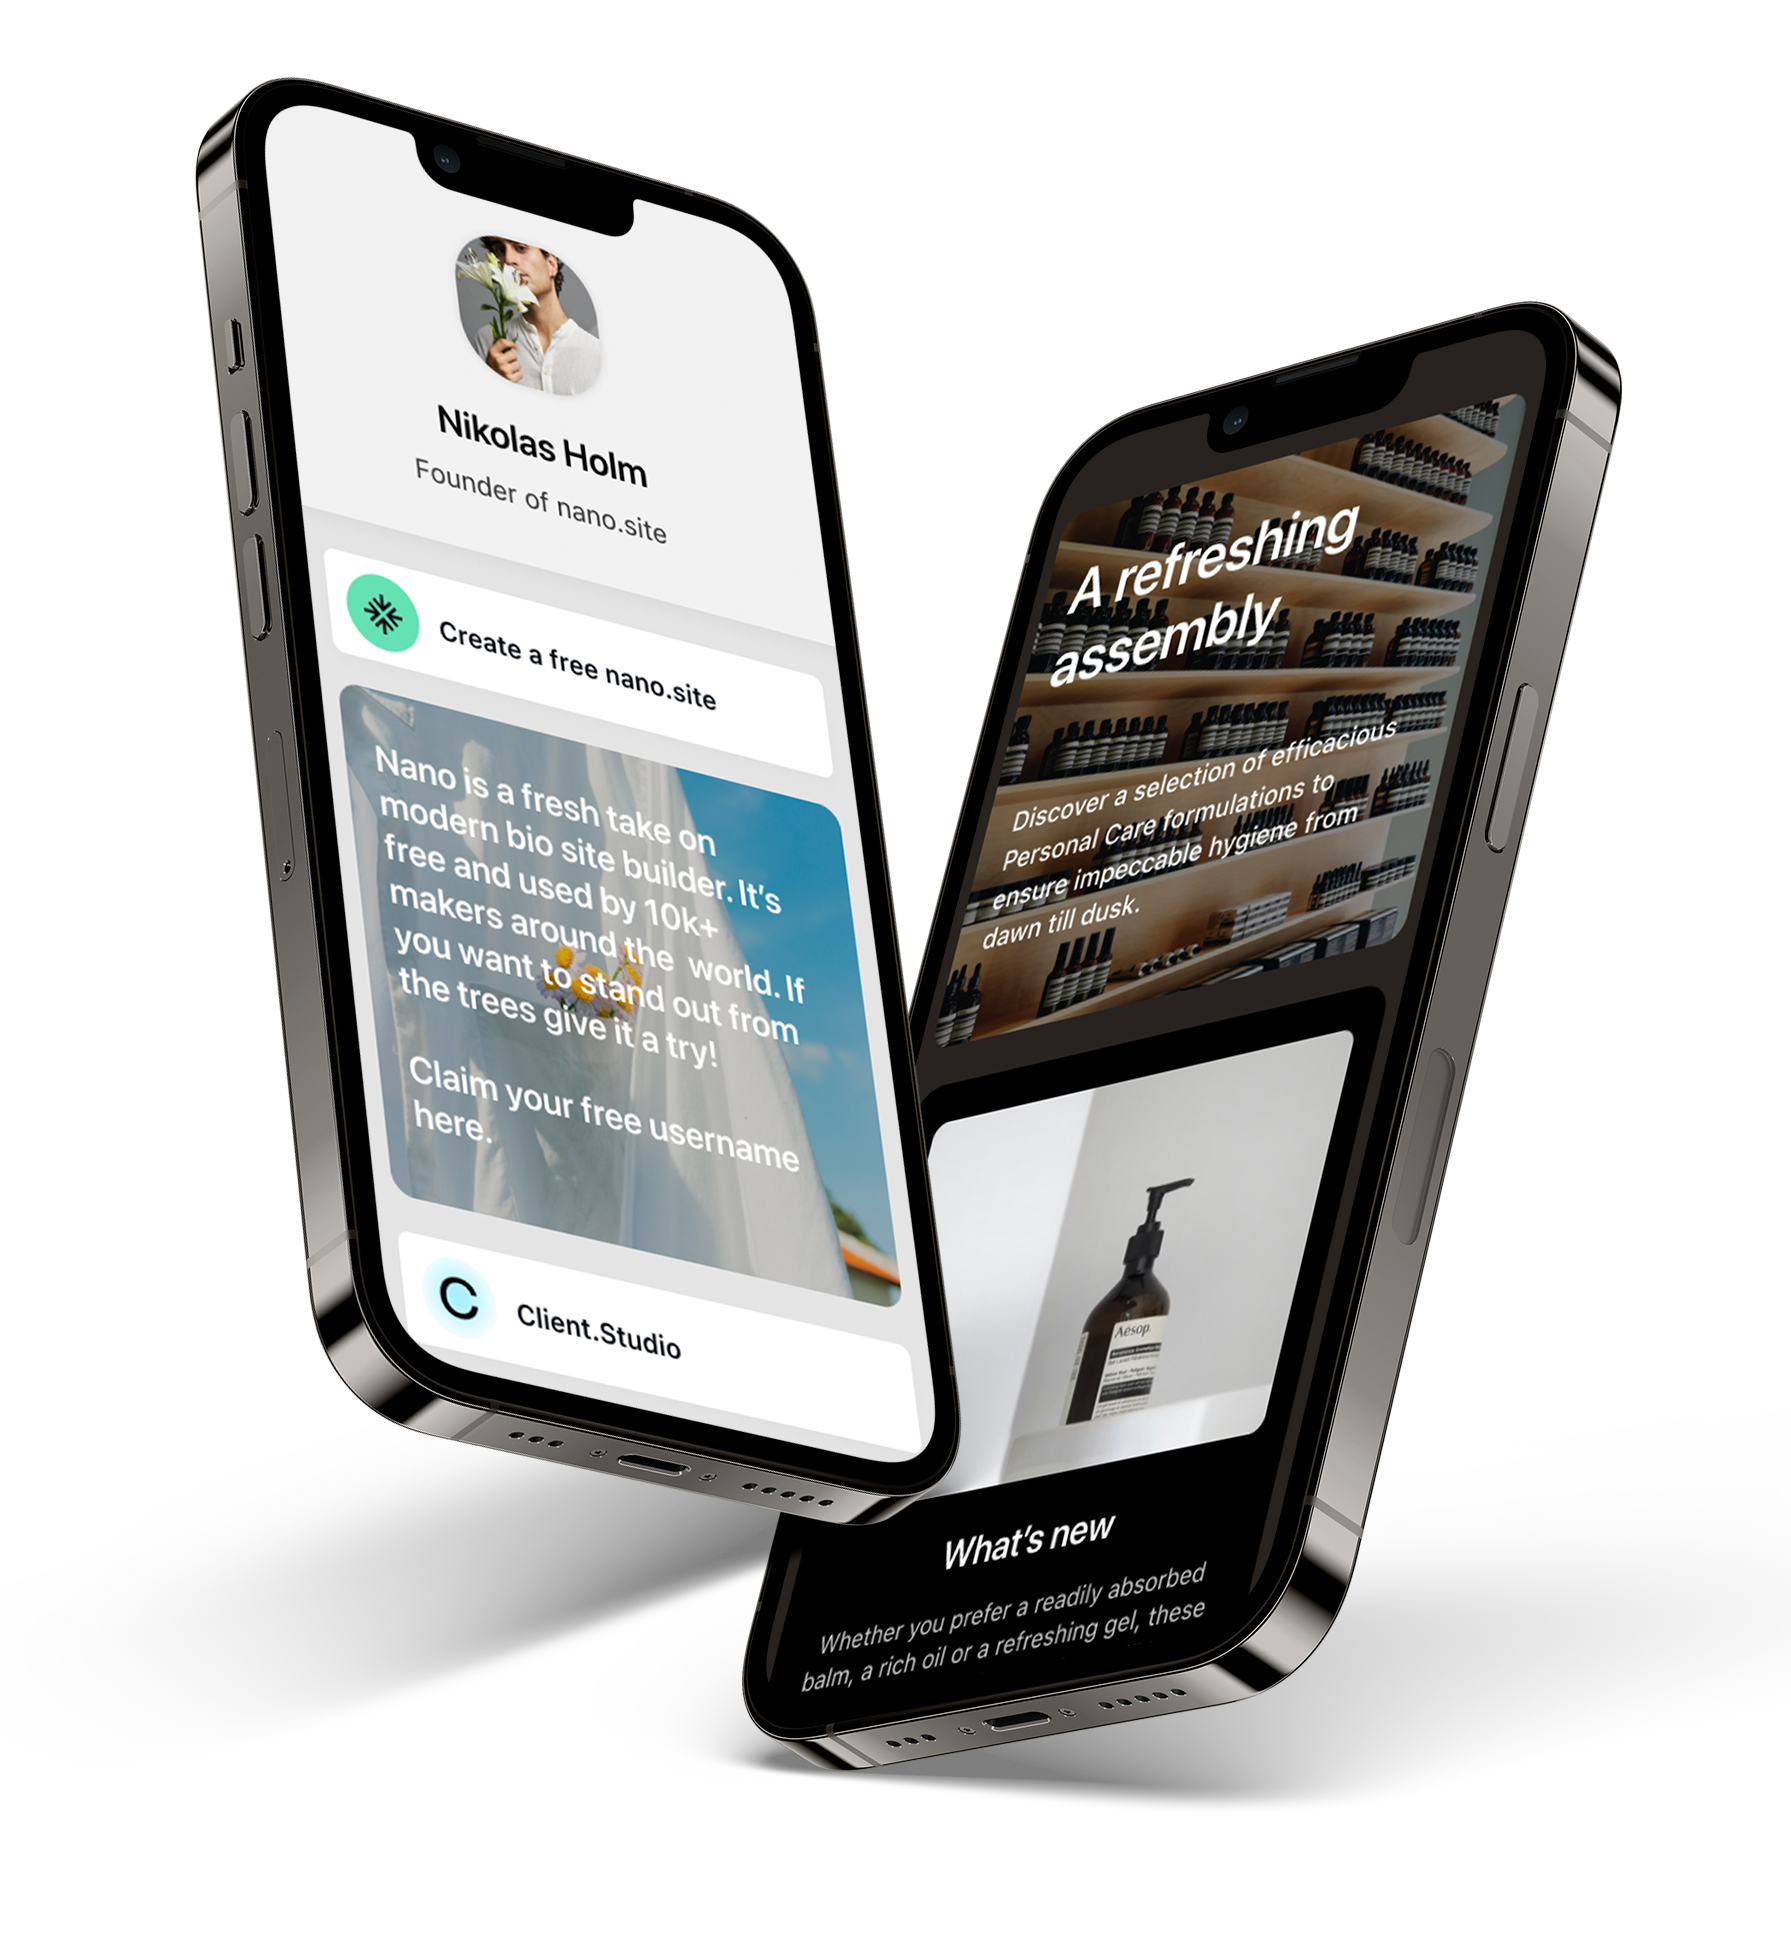 Nikolas Holm
Founder of nano.site
Create a free nano.site
Nano is a fresh take on
modern bio site builder. It's
free and used by 10k+
makers around the world. If
you want to stand out from
the trees give it a try!
Claim your free username
here.
Client.Studio
A refreshing
assembly
Discover a selection of efficacious
Personal Care formulations to
ensure impeccable hygiene from
dawn till dusk.
Aesop.
What's new
Whether you prefer a readily absorbed
balm, a rich oil or a refreshing gel, these